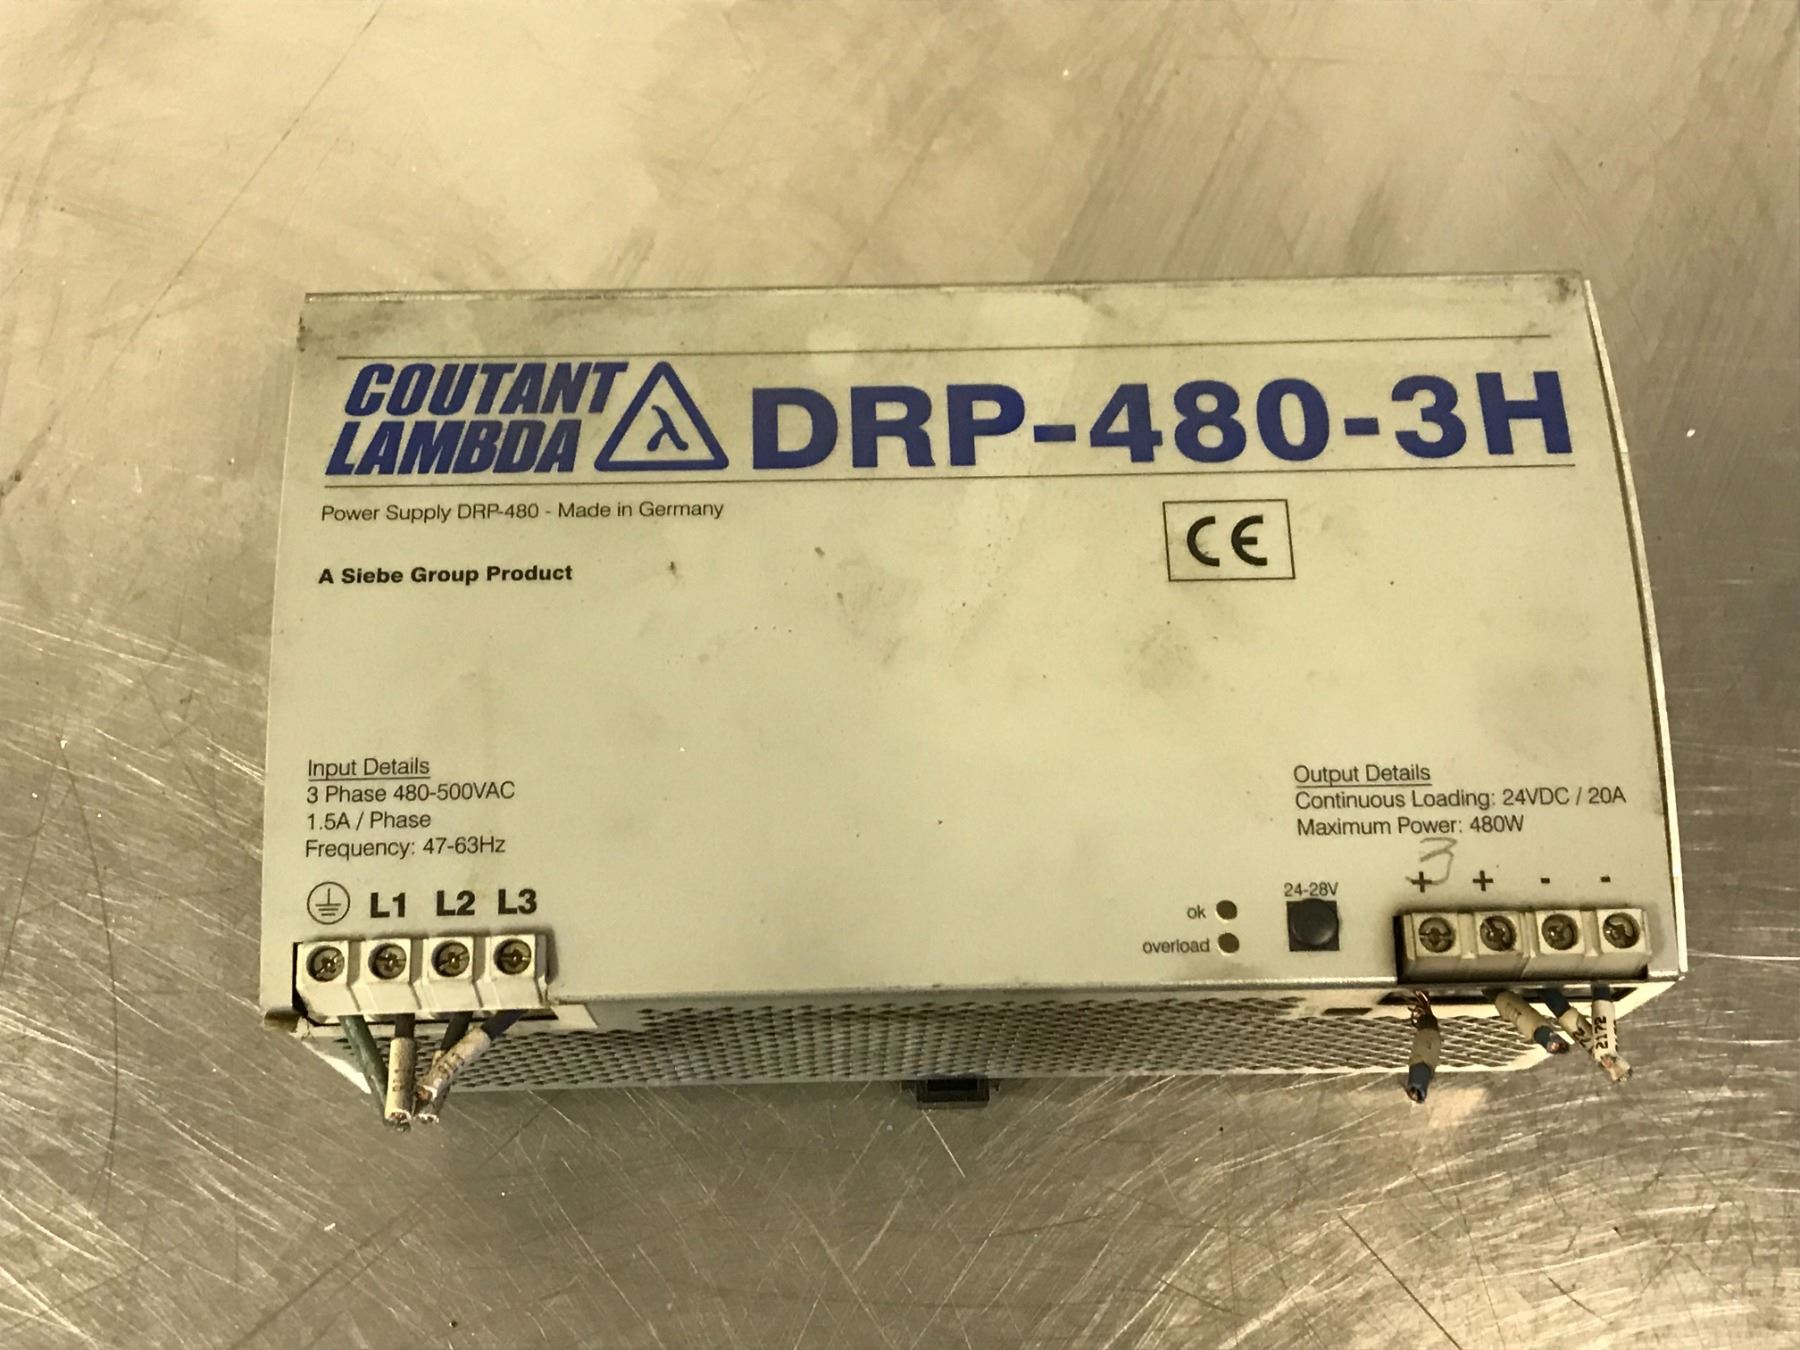 COUTANT
LAMBDA
λ
DRP-480-3H
Power Supply DRP-480 - Made in Germany
CE
A Siebe Group Product
Input Details
3 Phase 480-500VAC
1.5A / Phase
Frequency: 47-63Hz
L1 L2 L3
Output Details
Continuous Loading: 24VDC / 20A
Maximum Power: 480W
3
+ + - -
24-28V
ok
overload
2172